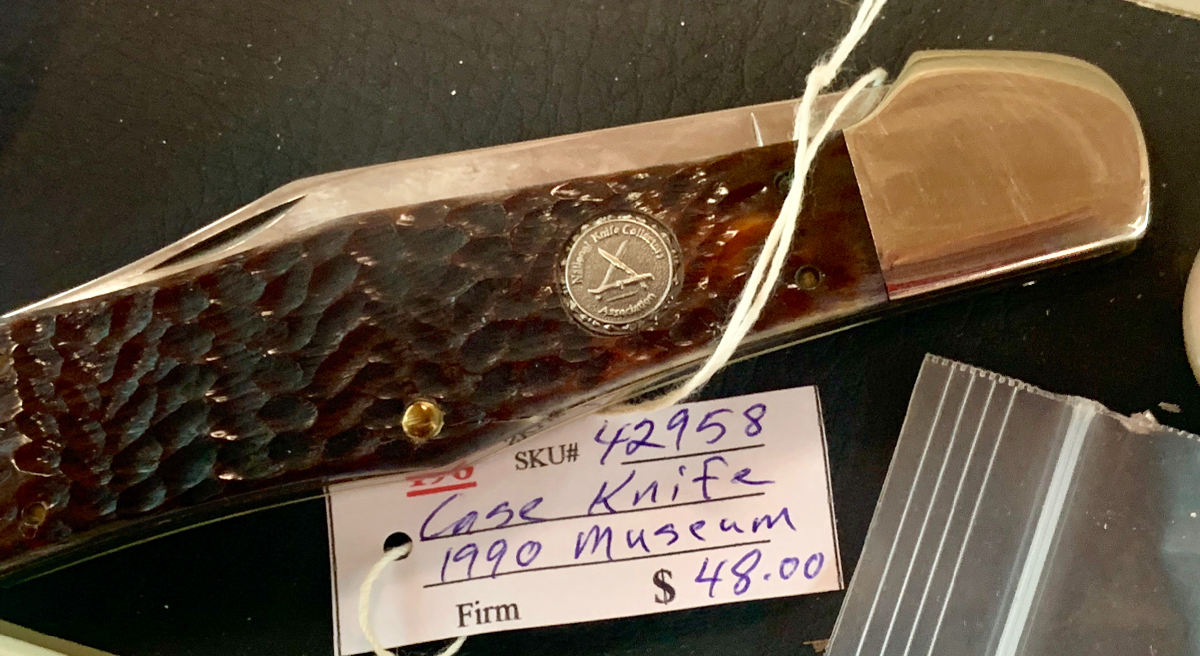 National Knife Collectors
Association
SKU# 42958
Case Knife
1990 Museum
Firm $ 48.00